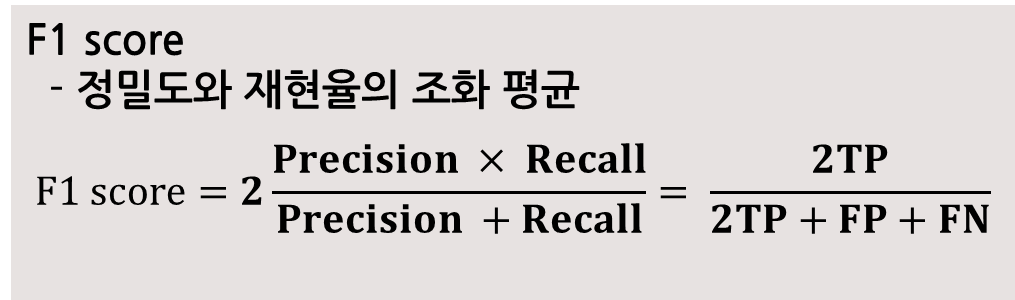 F1 score
- 정밀도와 재현율의 조화 평균
F1 score = 2 Precision × Recall / Precision + Recall = 2TP / 2TP + FP + FN